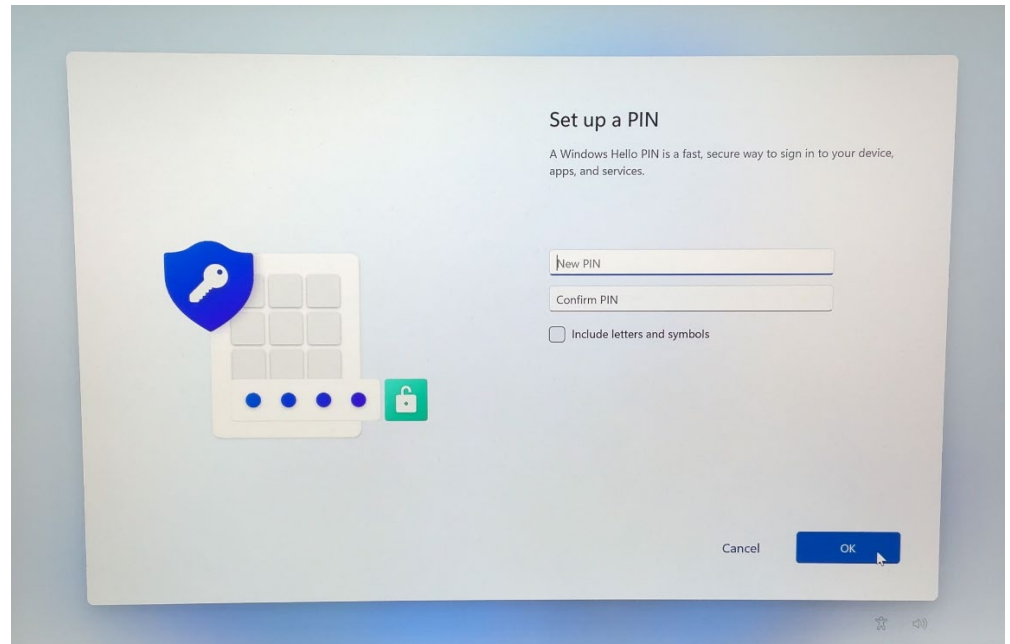 Set up a PIN
A Windows Hello PIN is a fast, secure way to sign in to your device,
apps, and services.
New PIN
Confirm PIN
Include letters and symbols
Cancel
OK